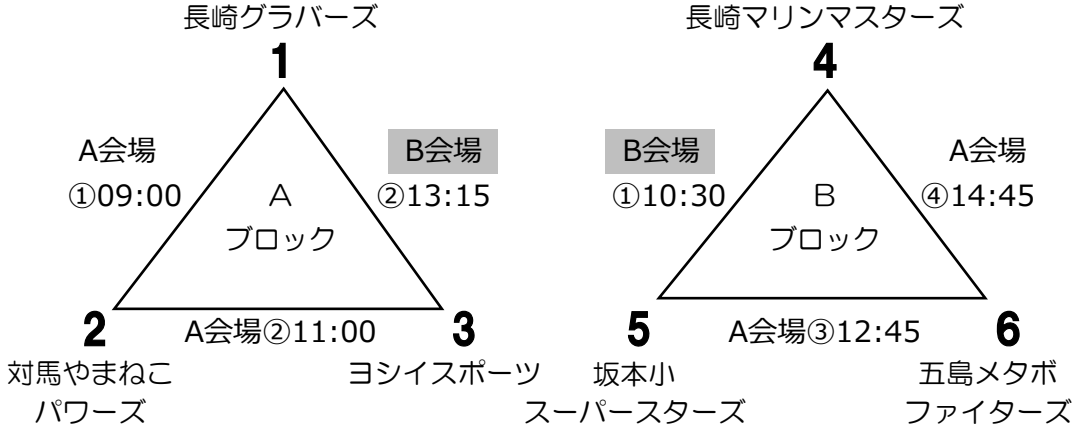 長崎グラバーズ
1
A会場
①09:00
B会場
②13:15
A
ブロック
2
A会場②11:00
3
対馬やまねこ
パワーズ
ヨシイスポーツ
長崎マリンマスターズ
4
B会場
①10:30
A会場
④14:45
B
ブロック
5
A会場③12:45
6
坂本小
スーパースターズ
五島メタボ
ファイターズ